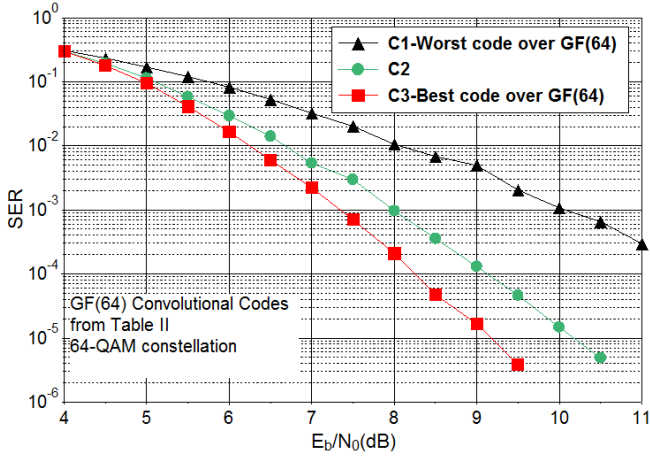 10^0
10^-1
10^-2
10^-3
10^-4
10^-5
10^-6
SER
C1-Worst code over GF(64)
C2
C3-Best code over GF(64)
GF(64) Convolutional Codes
from Table II
64-QAM constellation
4 5 6 7 8 9 10 11
E_b/N_0(dB)